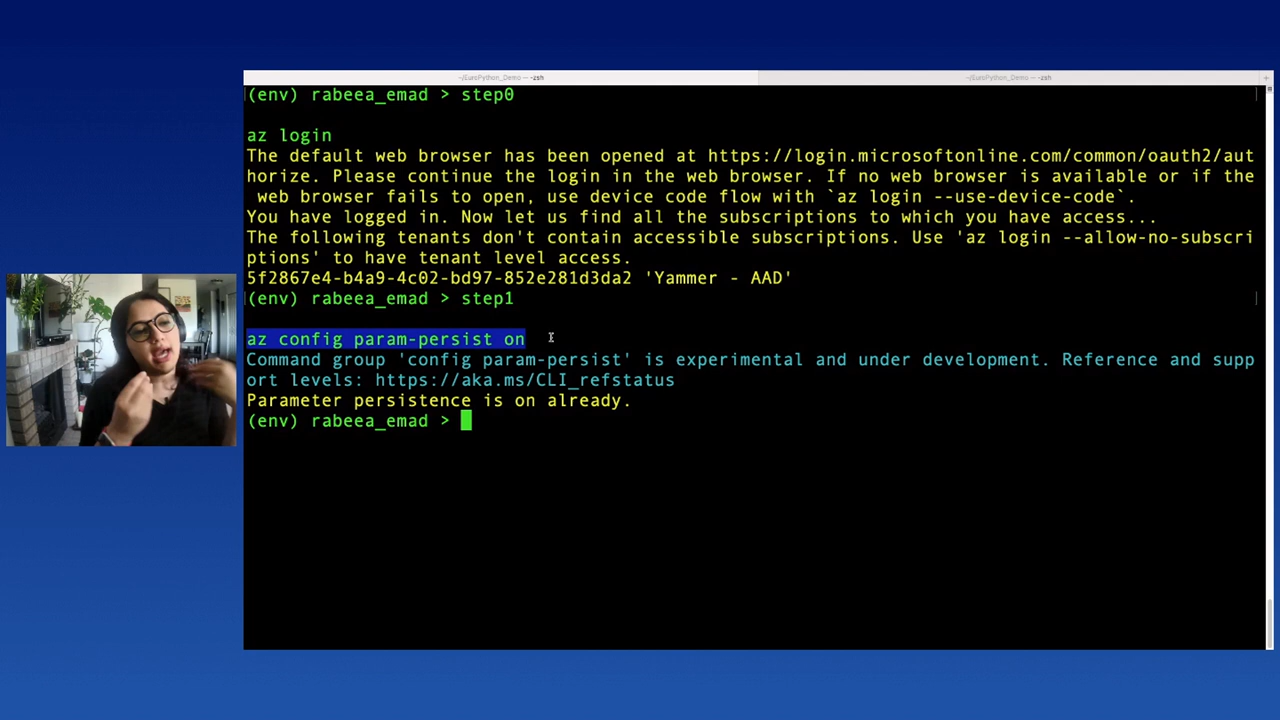 ~/EuroPython_Demo — -zsh
~/EuroPython_Demo — -zsh
(env) rabeea_emad > step0
az login
The default web browser has been opened at https://login.microsoftonline.com/common/oauth2/aut
horize. Please continue the login in the web browser. If no web browser is available or if the
web browser fails to open, use device code flow with `az login --use-device-code`.
You have logged in. Now let us find all the subscriptions to which you have access...
The following tenants don't contain accessible subscriptions. Use 'az login --allow-no-subscri
ptions' to have tenant level access.
5f2867e4-b4a9-4c02-bd97-852e281d3da2 'Yammer - AAD'
(env) rabeea_emad > step1
az config param-persist on
Command group 'config param-persist' is experimental and under development. Reference and supp
ort levels: https://aka.ms/CLI_refstatus
Parameter persistence is on already.
(env) rabeea_emad >